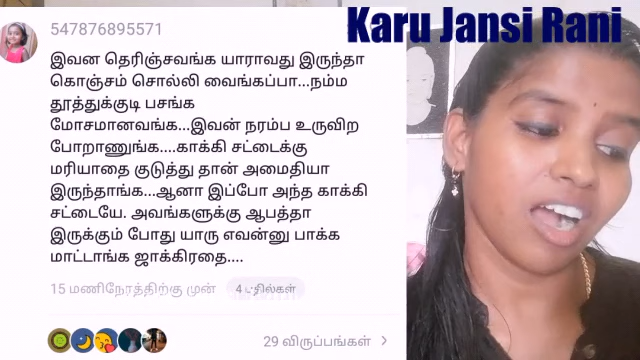 Karu Jansi Rani
547876895571
இவன தெரிஞ்சவங்க யாராவது இருந்தா
கொஞ்சம் சொல்லி வைங்கப்பா...நம்ம
தூத்துக்குடி பசங்க
மோசமானவங்க...இவன் நரம்ப உருவிற
போறாணுங்க....காக்கி சட்டைக்கு
மரியாதை குடுத்து தான் அமைதியா
இருந்தாங்க...ஆனா இப்போ அந்த காக்கி
சட்டையே. அவங்களுக்கு ஆபத்தா
இருக்கும் போது யாரு எவன்னு பாக்க
மாட்டாங்க ஜாக்கிரதை....
15 மணிநேரத்திற்கு முன் 4
29 விருப்பங்கள்